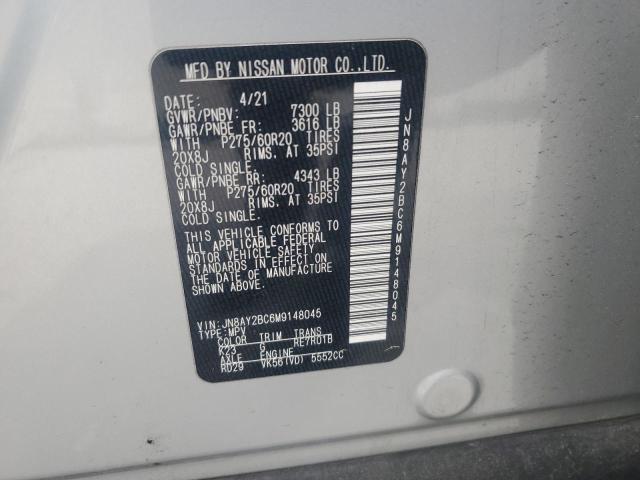 MFD BY NISSAN MOTOR CO.,LTD.
DATE: 4/21
GVWR/PNBV: 7300 LB
GAWR/PNBE FR: 3616 LB
WITH P275/60R20 TIRES
20X8J RIMS. AT 35PSI
COLD SINGLE.
GAWR/PNBE RR: 4343 LB
WITH P275/60R20 TIRES
20X8J RIMS. AT 35PSI
COLD SINGLE.
THIS VEHICLE CONFORMS TO
ALL APPLICABLE FEDERAL
MOTOR VEHICLE SAFETY
STANDARDS IN EFFECT ON
THE DATE OF MANUFACTURE
SHOWN ABOVE.
VIN: JN8AY2BC6M9148045
TYPE: MPV
COLOR TRIM TRANS
K23 G RE7R01B
AXLE ENGINE
RD29 VK56(VD) 5552CC
JN8AY2BC6M9148045